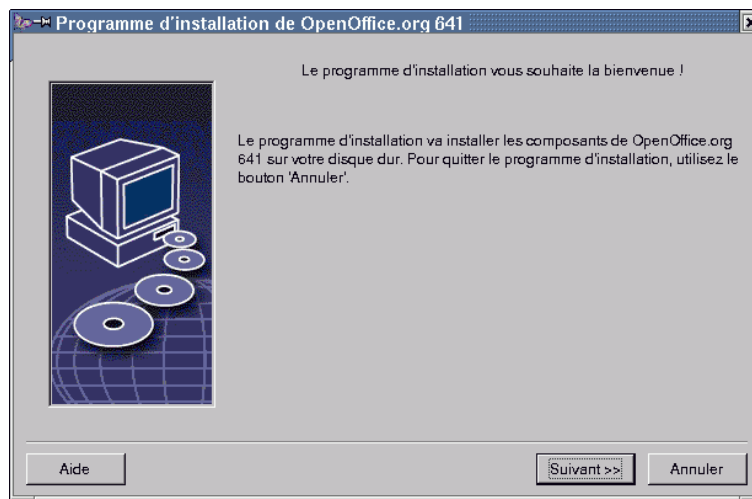 Programme d'installation de OpenOffice.org 641
Le programme d'installation vous souhaite la bienvenue !
Le programme d'installation va installer les composants de OpenOffice.org
641 sur votre disque dur. Pour quitter le programme d'installation, utilisez le
bouton 'Annuler'.
Aide
Suivant >>
Annuler